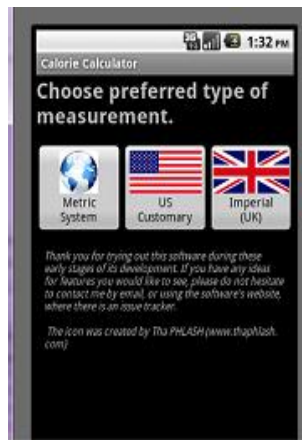 1:32 PM
Calorie Calculator
Choose preferred type of
measurement.
Metric
System
US
Customary
Imperial
(UK)
Thank you for trying out this software during these
early stages of its development. If you have any ideas
for features you would like to see, please do not hesitate
to contact me by email, or using the software's website,
where there is an issue tracker.
The icon was created by Tha PHLASH (www.thaphlash.
com)